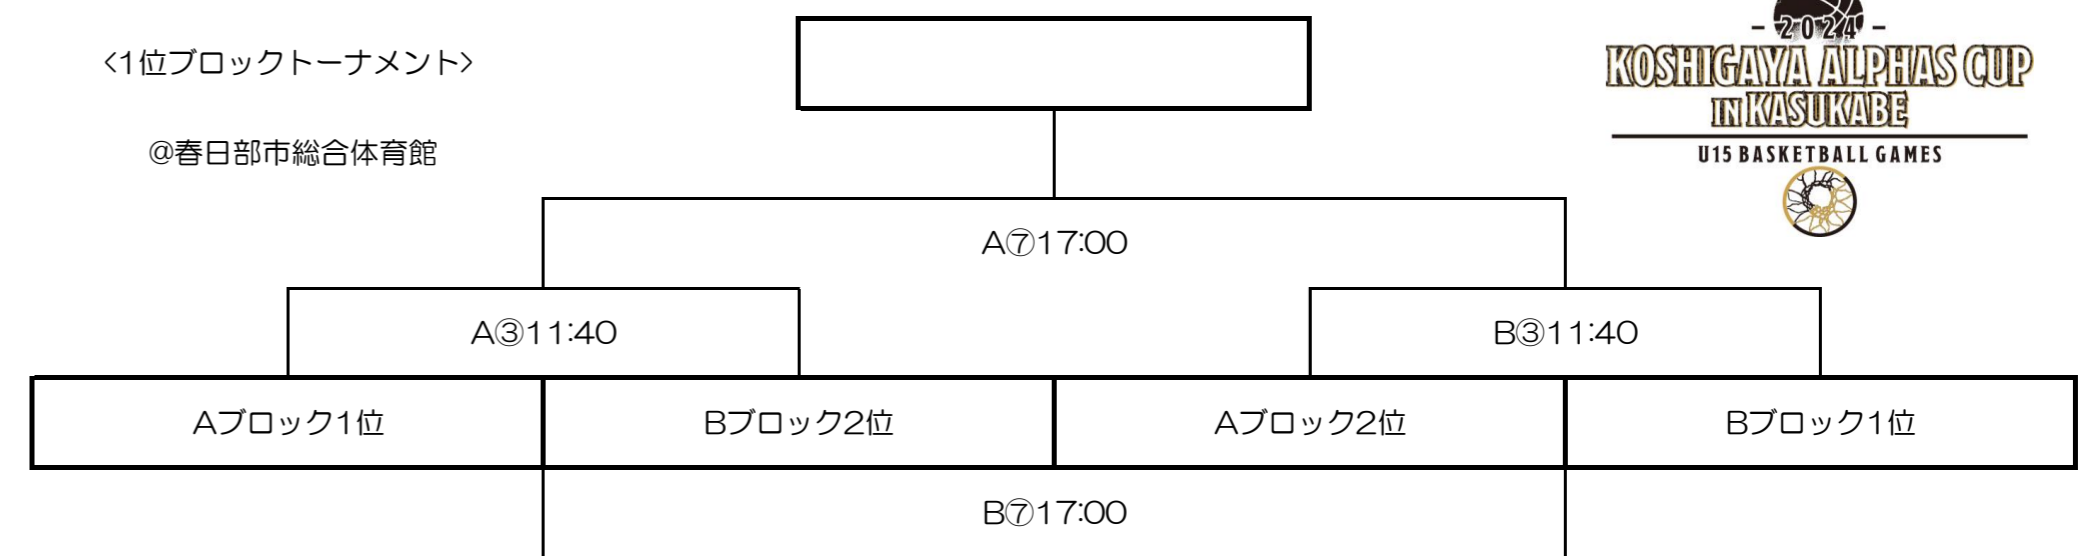 <1位ブロックトーナメント>
@春日部市総合体育館
- 2024 -
KOSHIGAYA ALPHAS CUP
IN KASUKABE
U15 BASKETBALL GAMES
A⑦17:00
A③11:40
B③11:40
Aブロック1位
Bブロック2位
Aブロック2位
Bブロック1位
B⑦17:00